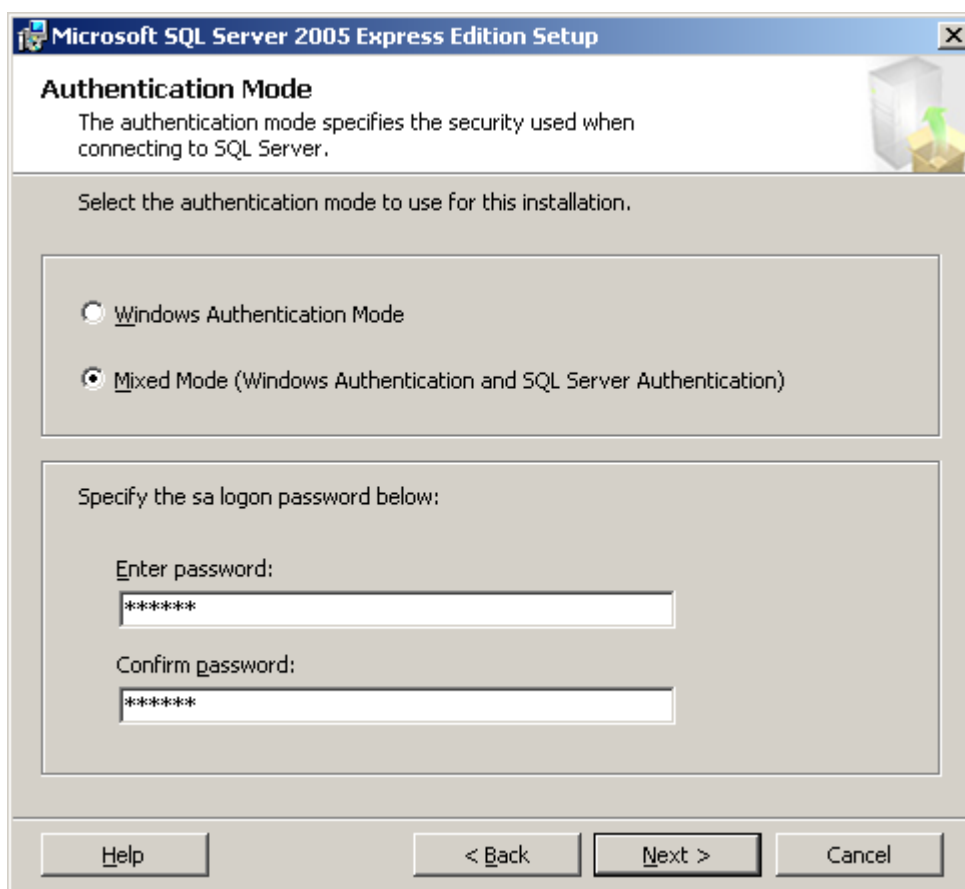 Microsoft SQL Server 2005 Express Edition Setup
Authentication Mode
The authentication mode specifies the security used when
connecting to SQL Server.
Select the authentication mode to use for this installation.
Windows Authentication Mode
Mixed Mode (Windows Authentication and SQL Server Authentication)
Specify the sa logon password below:
Enter password:
******
Confirm password:
******
Help
< Back
Next >
Cancel